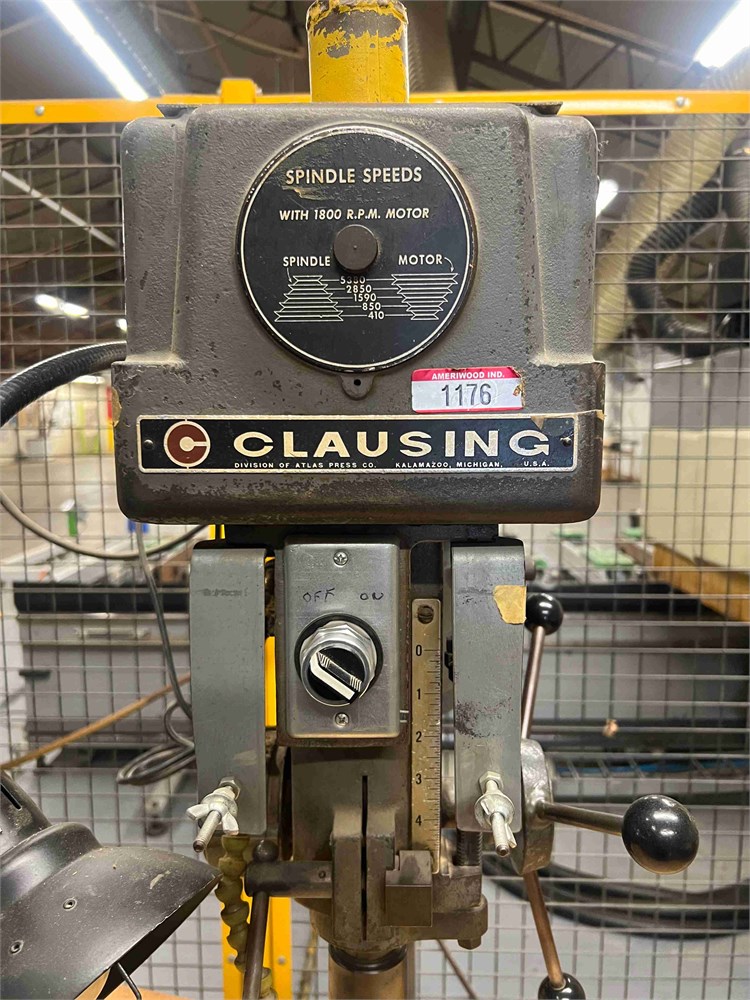 SPINDLE SPEEDS
WITH 1800 R.P.M. MOTOR
SPINDLE MOTOR
2850
1590
850
410
AMERIWOOD IND.
1176
C CLAUSING
DIVISION OF ATLAS PRESS CO. KALAMAZOO, MICHIGAN, U.S.A.
OFF ON
0
1
2
3
4